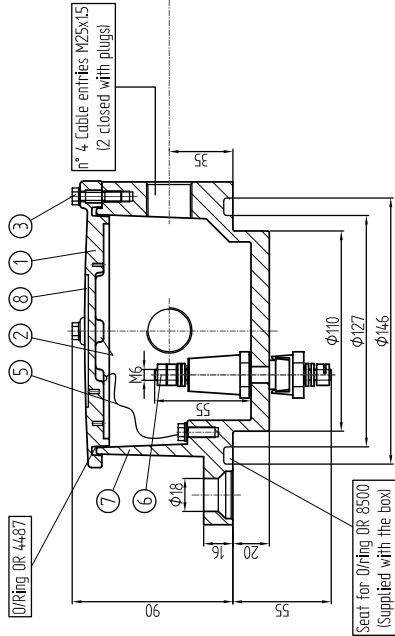 O/Ring OR 4487
n° 4 Cable entries M25x1.5
(2 closed with plugs)
5
2
8
1
3
7
6
M6
55
35
90
16
20
55
Φ18
Φ110
Φ127
Φ146
Seat for O/ring OR 8500
(Supplied with the box)